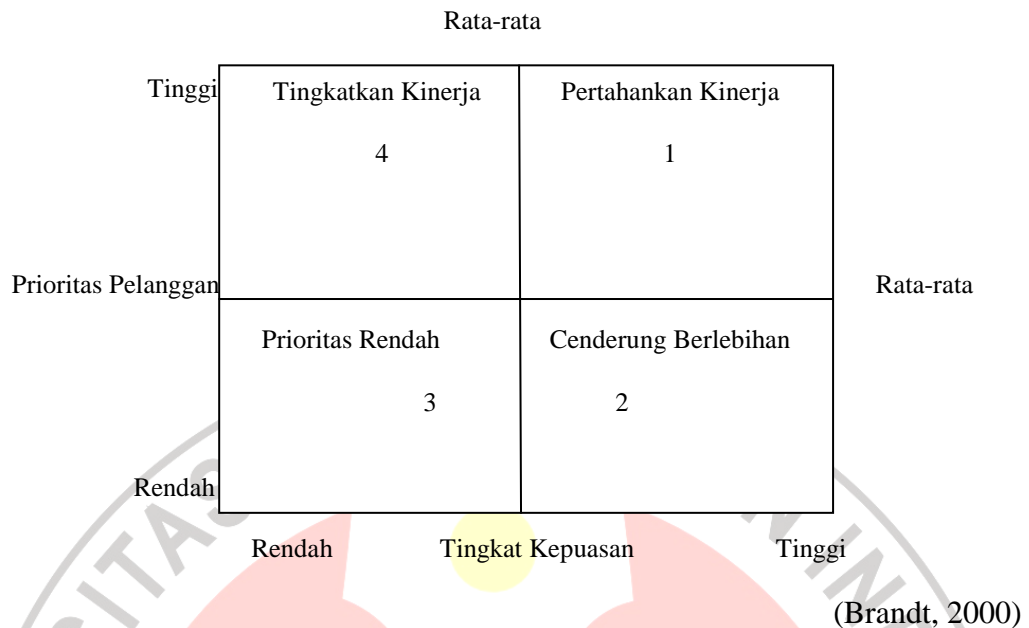 Rata-rata
Tinggi
Tingkatkan Kinerja
Pertahankan Kinerja
4
1
Prioritas Pelanggan
Rata-rata
Prioritas Rendah
Cenderung Berlebihan
3
2
Rendah
Rendah
Tingkat Kepuasan
Tinggi
(Brandt, 2000)